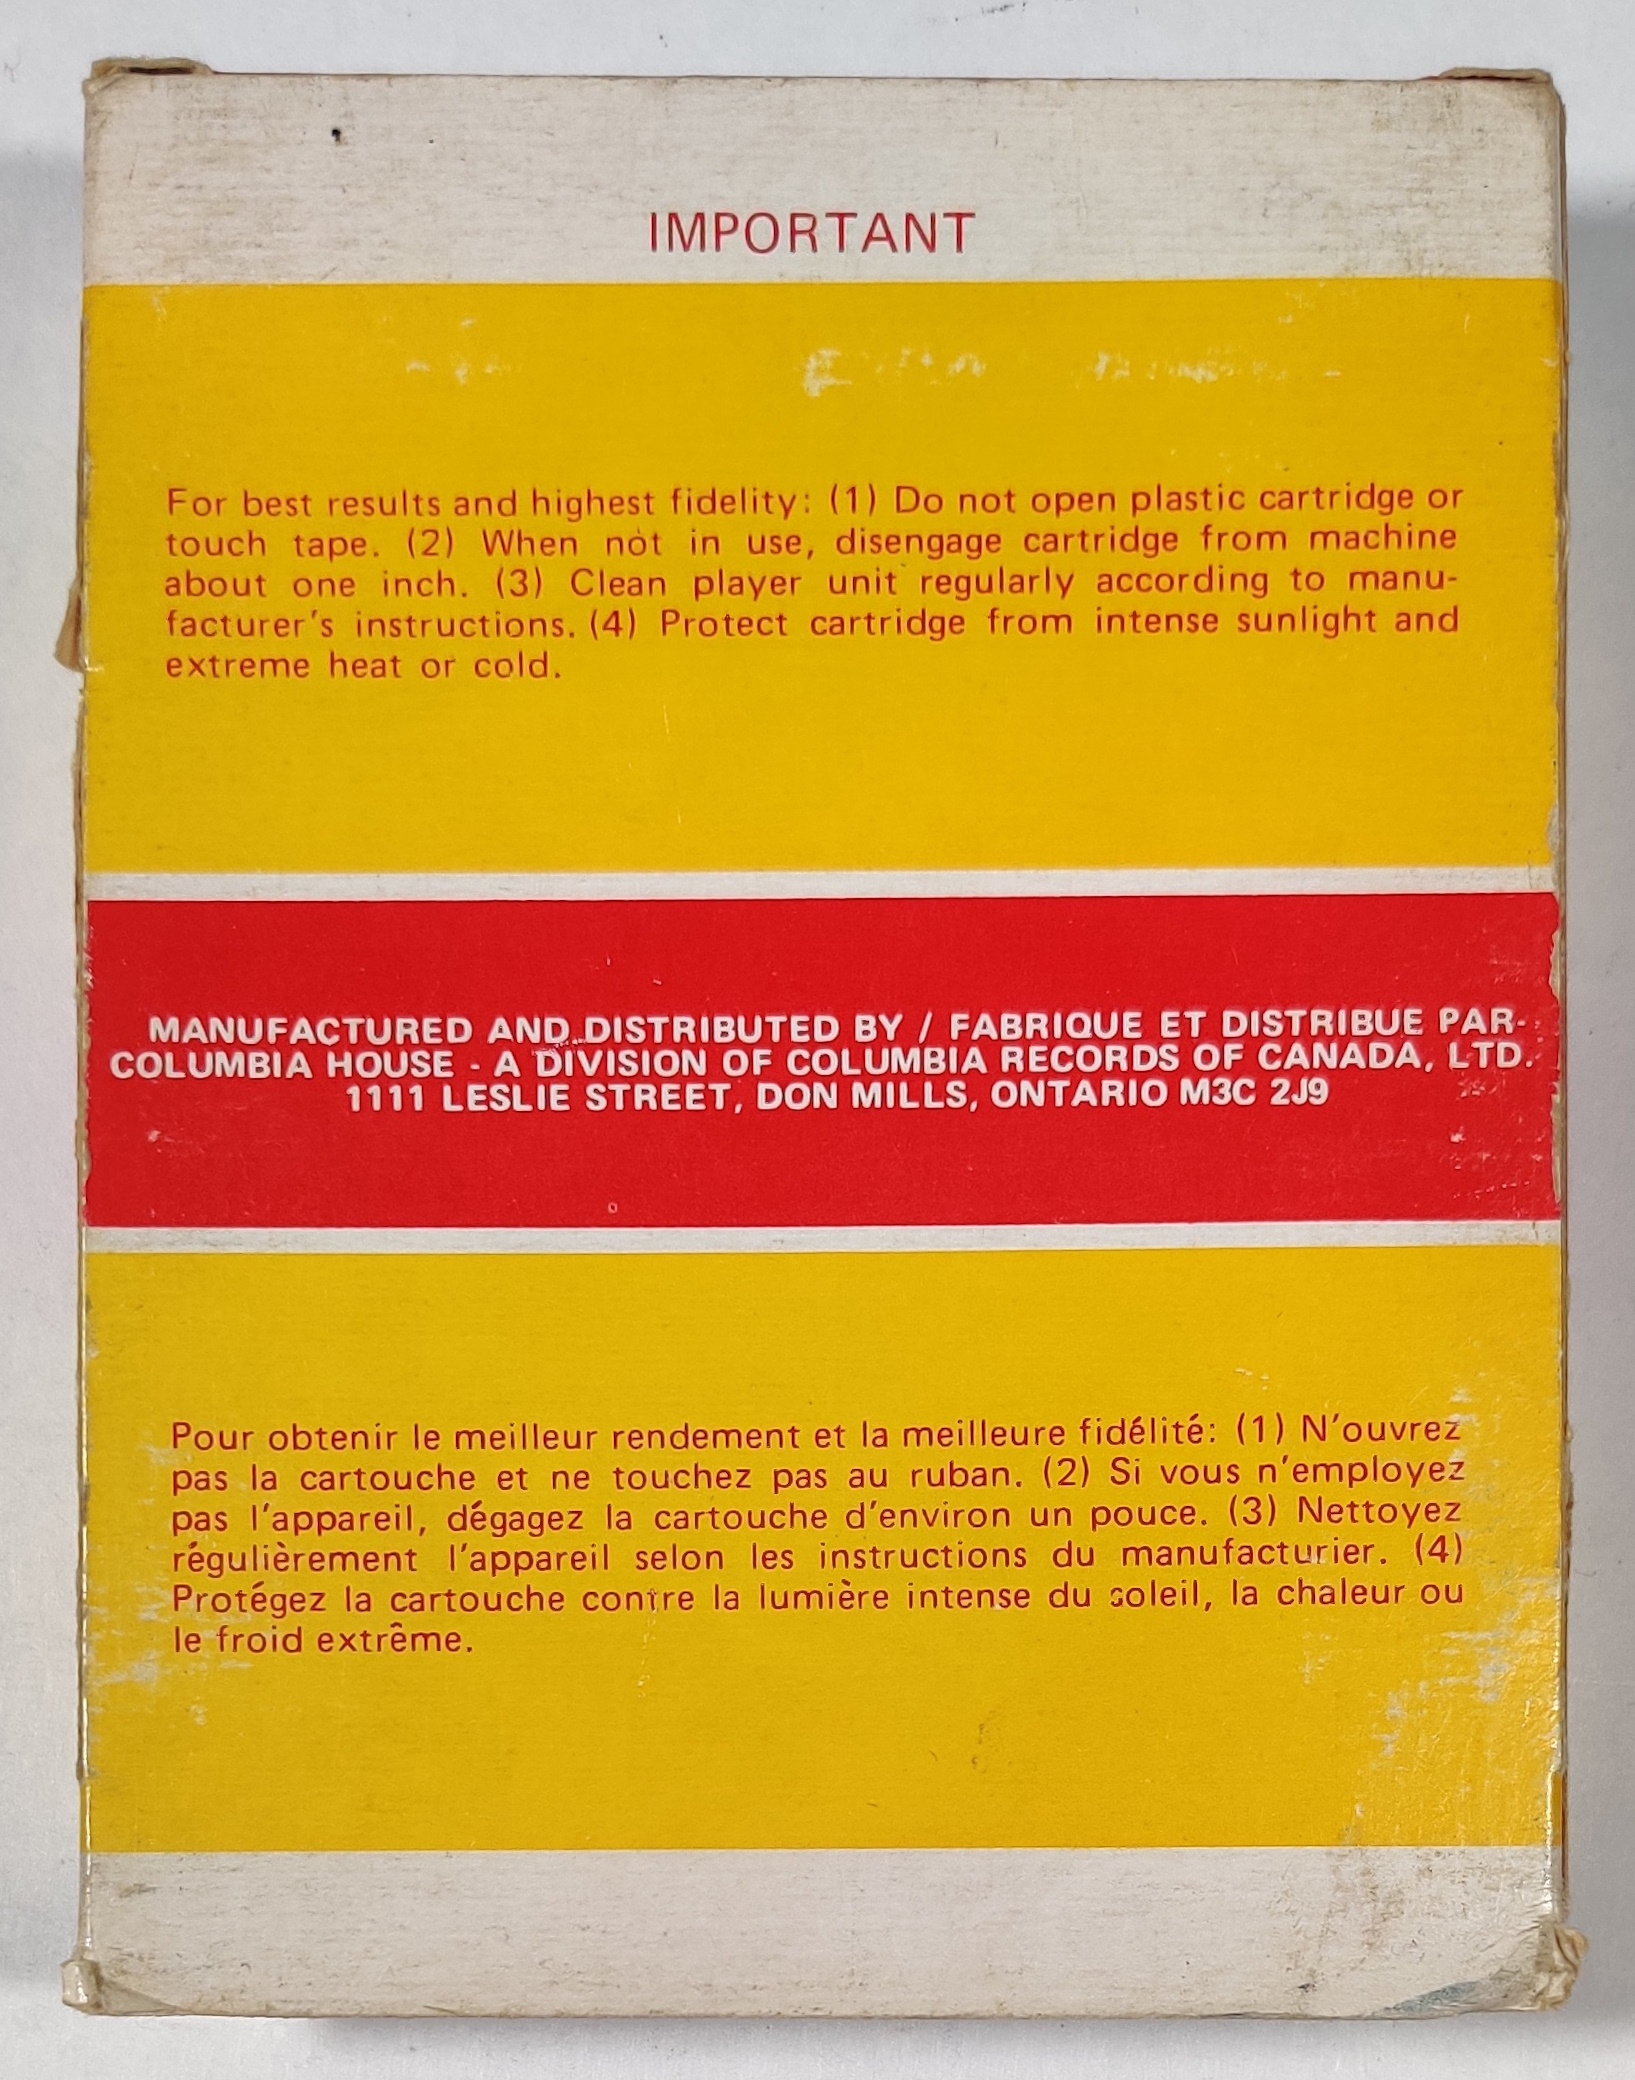 IMPORTANT
For best results and highest fidelity: (1) Do not open plastic cartridge or
touch tape. (2) When not in use, disengage cartridge from machine
about one inch. (3) Clean player unit regularly according to manu-
facturer's instructions. (4) Protect cartridge from intense sunlight and
extreme heat or cold.
MANUFACTURED AND DISTRIBUTED BY / FABRIQUE ET DISTRIBUE PAR-
COLUMBIA HOUSE - A DIVISION OF COLUMBIA RECORDS OF CANADA, LTD.
1111 LESLIE STREET, DON MILLS, ONTARIO M3C 2J9
Pour obtenir le meilleur rendement et la meilleure fidélité: (1) N'ouvrez
pas la cartouche et ne touchez pas au ruban. (2) Si vous n'employez
pas l'appareil, dégagez la cartouche d'environ un pouce. (3) Nettoyez
régulièrement l'appareil selon les instructions du manufacturier. (4)
Protégez la cartouche contre la lumière intense du soleil, la chaleur ou
le froid extrême.